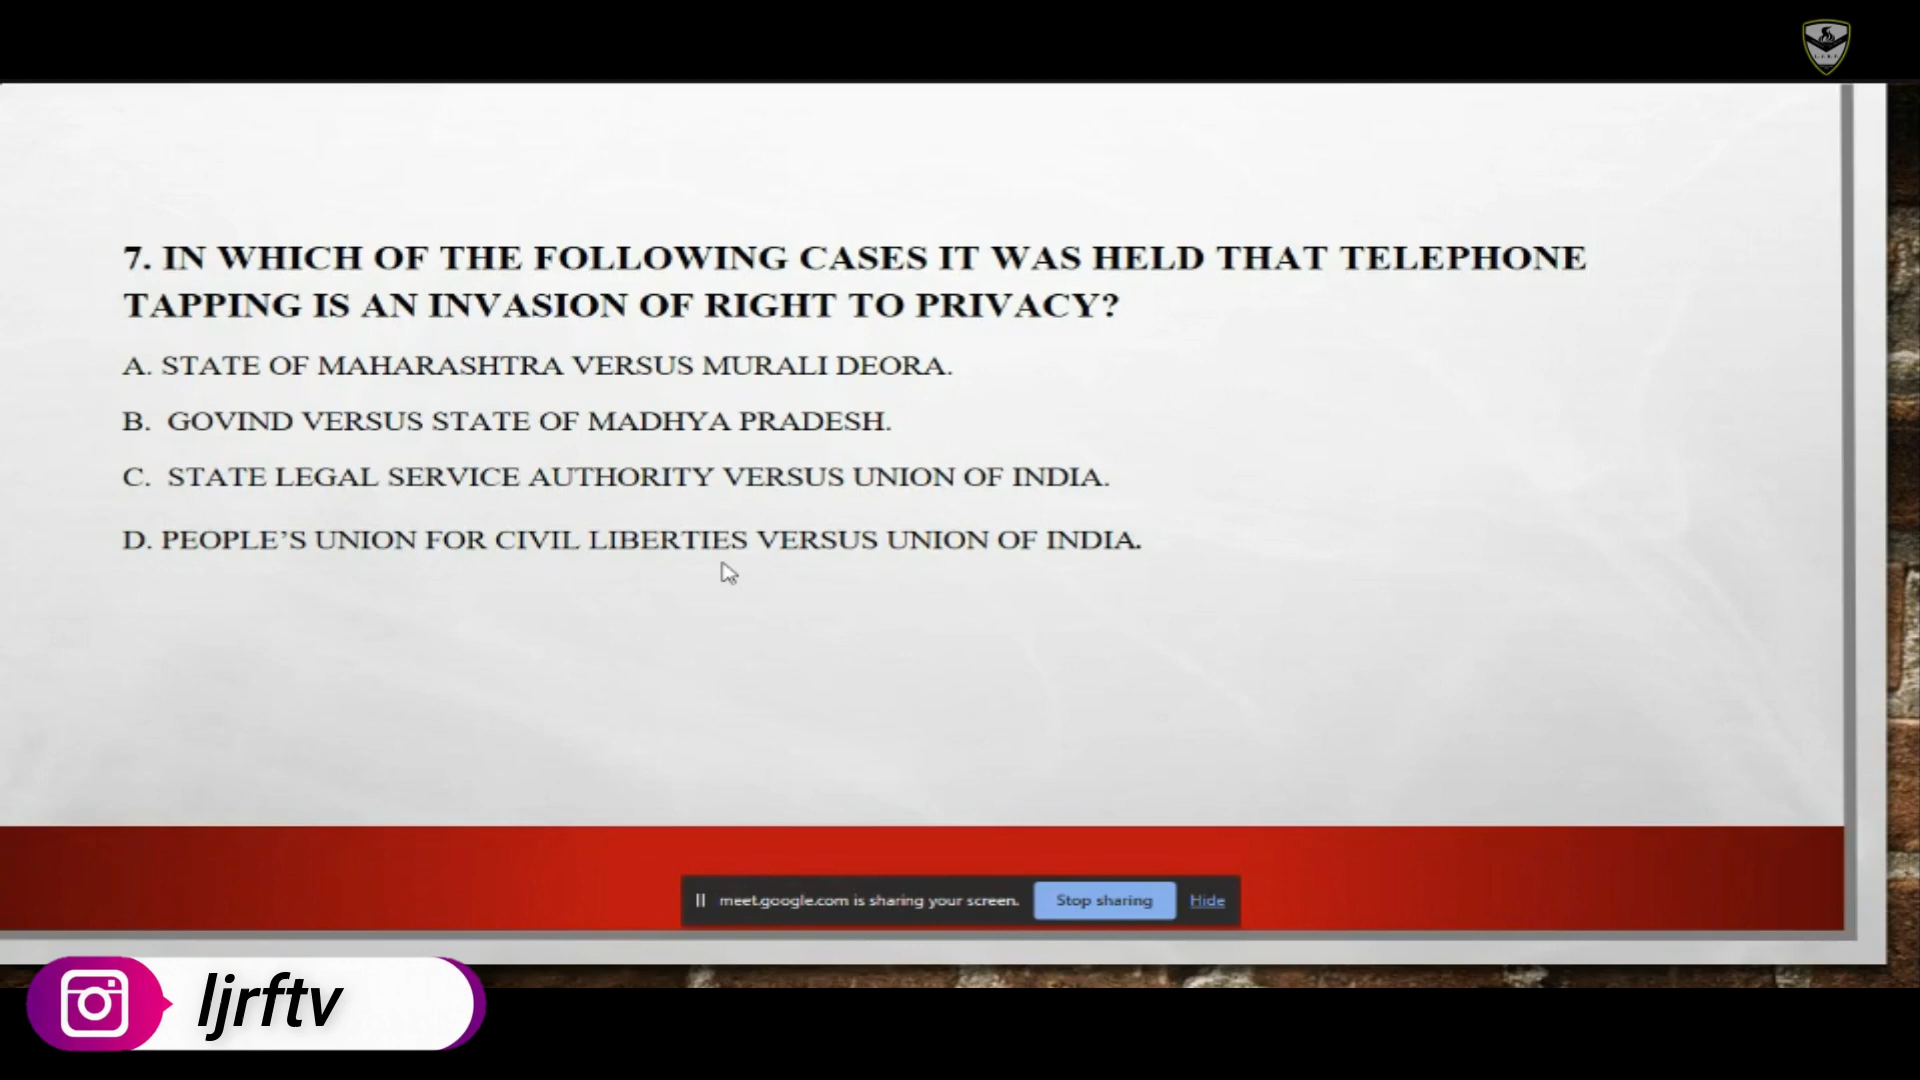 7. IN WHICH OF THE FOLLOWING CASES IT WAS HELD THAT TELEPHONE
TAPPING IS AN INVASION OF RIGHT TO PRIVACY?
A. STATE OF MAHARASHTRA VERSUS MURALI DEORA.
B. GOVIND VERSUS STATE OF MADHYA PRADESH.
C. STATE LEGAL SERVICE AUTHORITY VERSUS UNION OF INDIA.
D. PEOPLE'S UNION FOR CIVIL LIBERTIES VERSUS UNION OF INDIA.
meet.google.com is sharing your screen. Stop sharing Hide
ljrftv